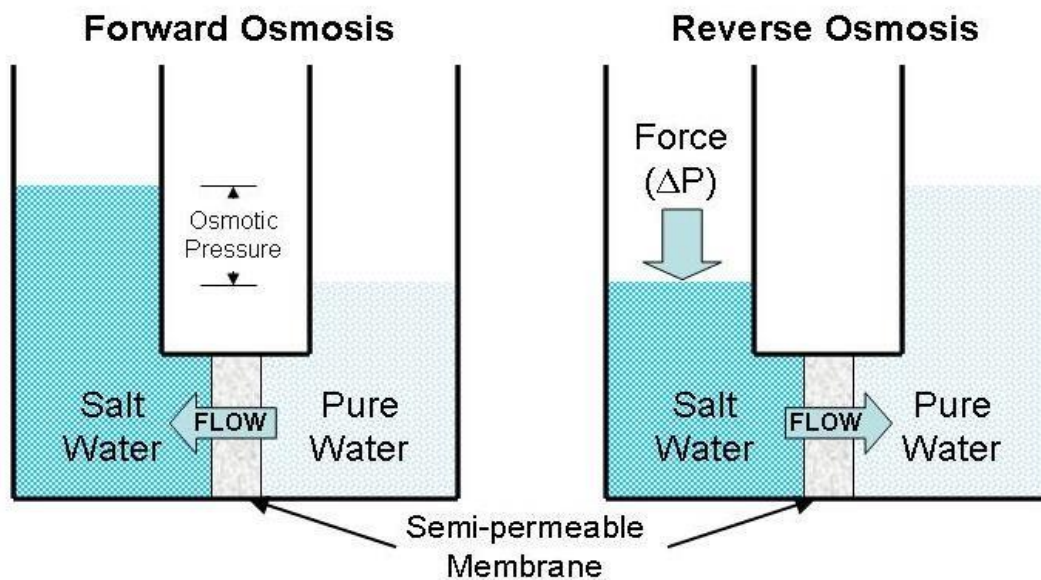 Forward Osmosis
Osmotic
Pressure
Salt
Water
FLOW
Pure
Water
Reverse Osmosis
Force
(ΔP)
Salt
Water
FLOW
Pure
Water
Semi-permeable
Membrane